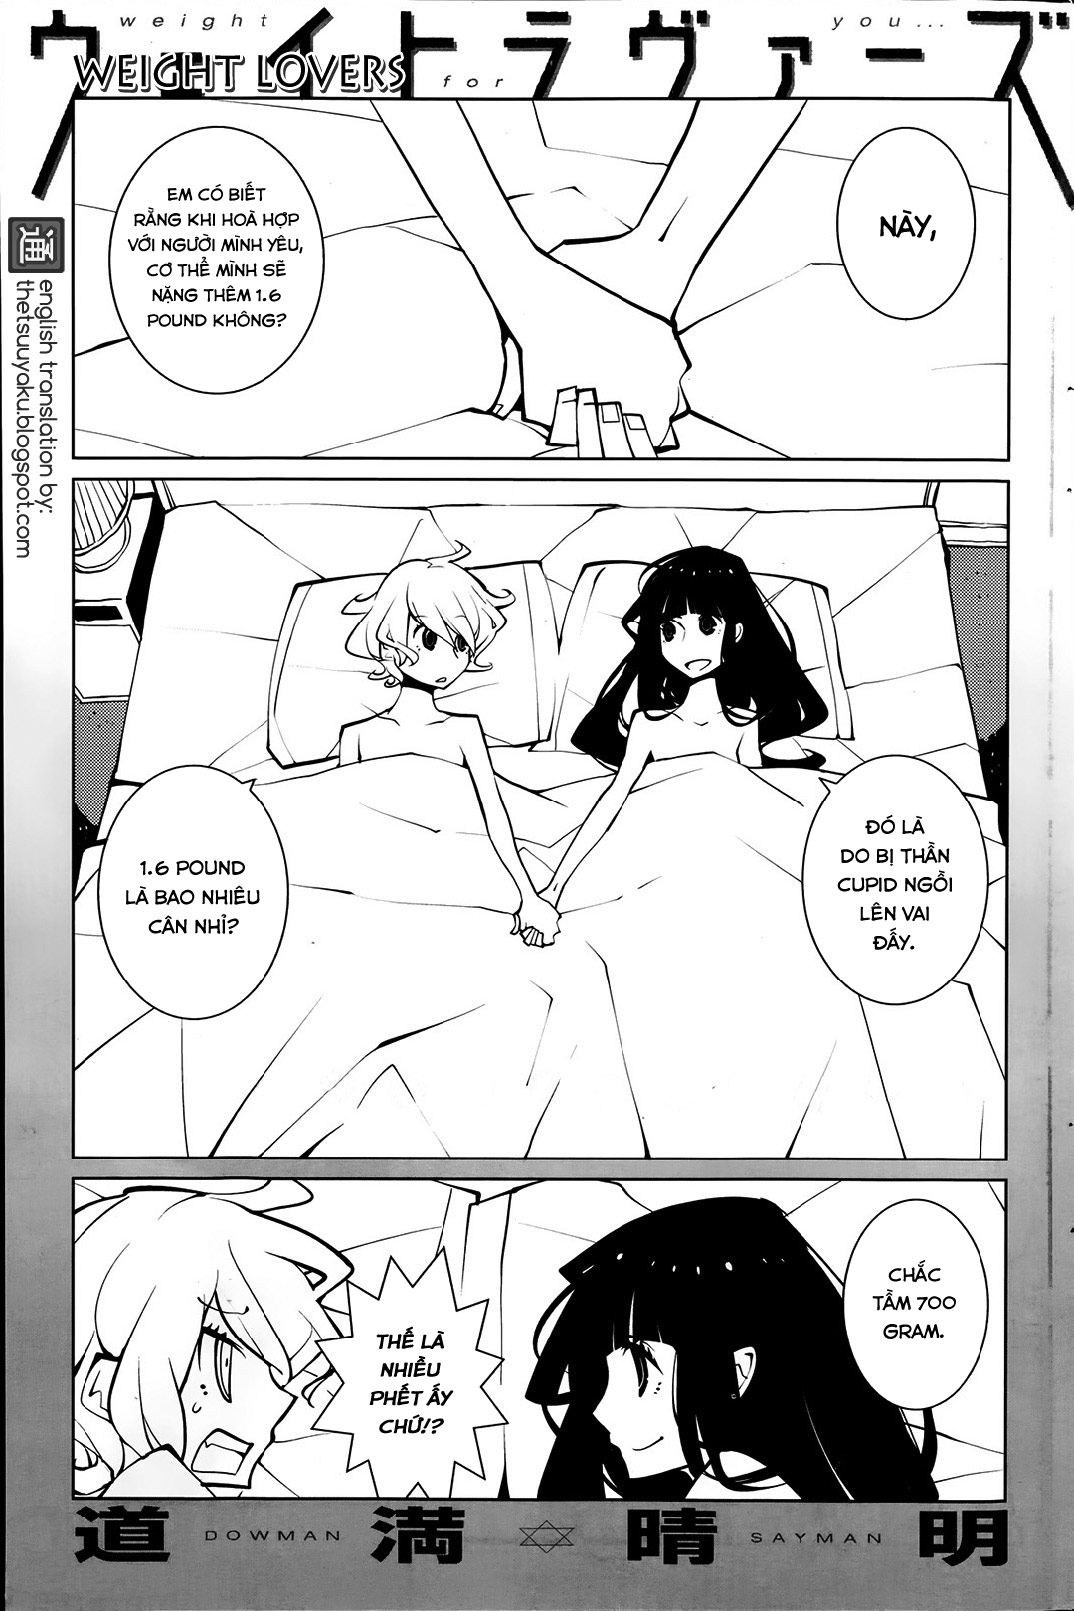 weight
you...
ウェイトラヴァーズ
WEIGHT LOVERS
for
NÀY,
EM CÓ BIẾT
RẰNG KHI HOÀ HỢP
VỚI NGƯỜI MÌNH YÊU,
CƠ THỂ MÌNH SẼ
NẶNG THÊM 1.6
POUND KHÔNG?
通
english translation by:
thetsuuyaku.blogspot.com
ĐÓ LÀ
DO BỊ THẦN
CUPID NGỒI
LÊN VAI
ĐẤY.
1.6 POUND
LÀ BAO NHIÊU
CÂN NHỈ?
CHẮC
TẦM 700
GRAM.
THẾ LÀ
NHIỀU
PHẾT ẤY
CHỨ!?
道満晴明
DOWMAN SAYMAN